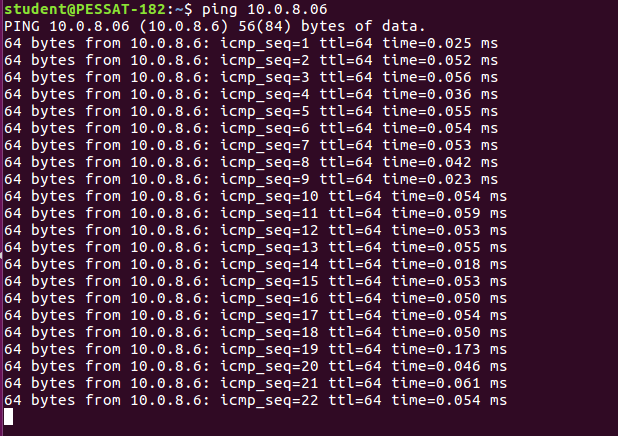 student@PESSAT-182:~$ ping 10.0.8.06
PING 10.0.8.06 (10.0.8.6) 56(84) bytes of data.
64 bytes from 10.0.8.6: icmp_seq=1 ttl=64 time=0.025 ms
64 bytes from 10.0.8.6: icmp_seq=2 ttl=64 time=0.052 ms
64 bytes from 10.0.8.6: icmp_seq=3 ttl=64 time=0.056 ms
64 bytes from 10.0.8.6: icmp_seq=4 ttl=64 time=0.036 ms
64 bytes from 10.0.8.6: icmp_seq=5 ttl=64 time=0.055 ms
64 bytes from 10.0.8.6: icmp_seq=6 ttl=64 time=0.054 ms
64 bytes from 10.0.8.6: icmp_seq=7 ttl=64 time=0.053 ms
64 bytes from 10.0.8.6: icmp_seq=8 ttl=64 time=0.042 ms
64 bytes from 10.0.8.6: icmp_seq=9 ttl=64 time=0.023 ms
64 bytes from 10.0.8.6: icmp_seq=10 ttl=64 time=0.054 ms
64 bytes from 10.0.8.6: icmp_seq=11 ttl=64 time=0.059 ms
64 bytes from 10.0.8.6: icmp_seq=12 ttl=64 time=0.053 ms
64 bytes from 10.0.8.6: icmp_seq=13 ttl=64 time=0.055 ms
64 bytes from 10.0.8.6: icmp_seq=14 ttl=64 time=0.018 ms
64 bytes from 10.0.8.6: icmp_seq=15 ttl=64 time=0.053 ms
64 bytes from 10.0.8.6: icmp_seq=16 ttl=64 time=0.050 ms
64 bytes from 10.0.8.6: icmp_seq=17 ttl=64 time=0.054 ms
64 bytes from 10.0.8.6: icmp_seq=18 ttl=64 time=0.050 ms
64 bytes from 10.0.8.6: icmp_seq=19 ttl=64 time=0.173 ms
64 bytes from 10.0.8.6: icmp_seq=20 ttl=64 time=0.046 ms
64 bytes from 10.0.8.6: icmp_seq=21 ttl=64 time=0.061 ms
64 bytes from 10.0.8.6: icmp_seq=22 ttl=64 time=0.054 ms